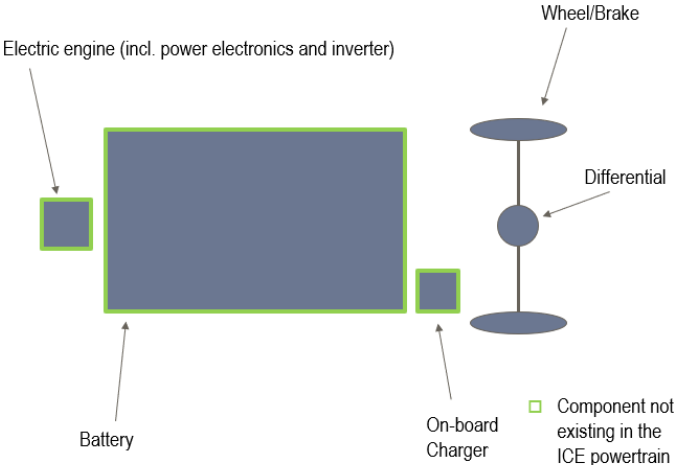 Wheel/Brake
Electric engine (incl. power electronics and inverter)
Differential
Battery
On-board
Charger
Component not
existing in the
ICE powertrain